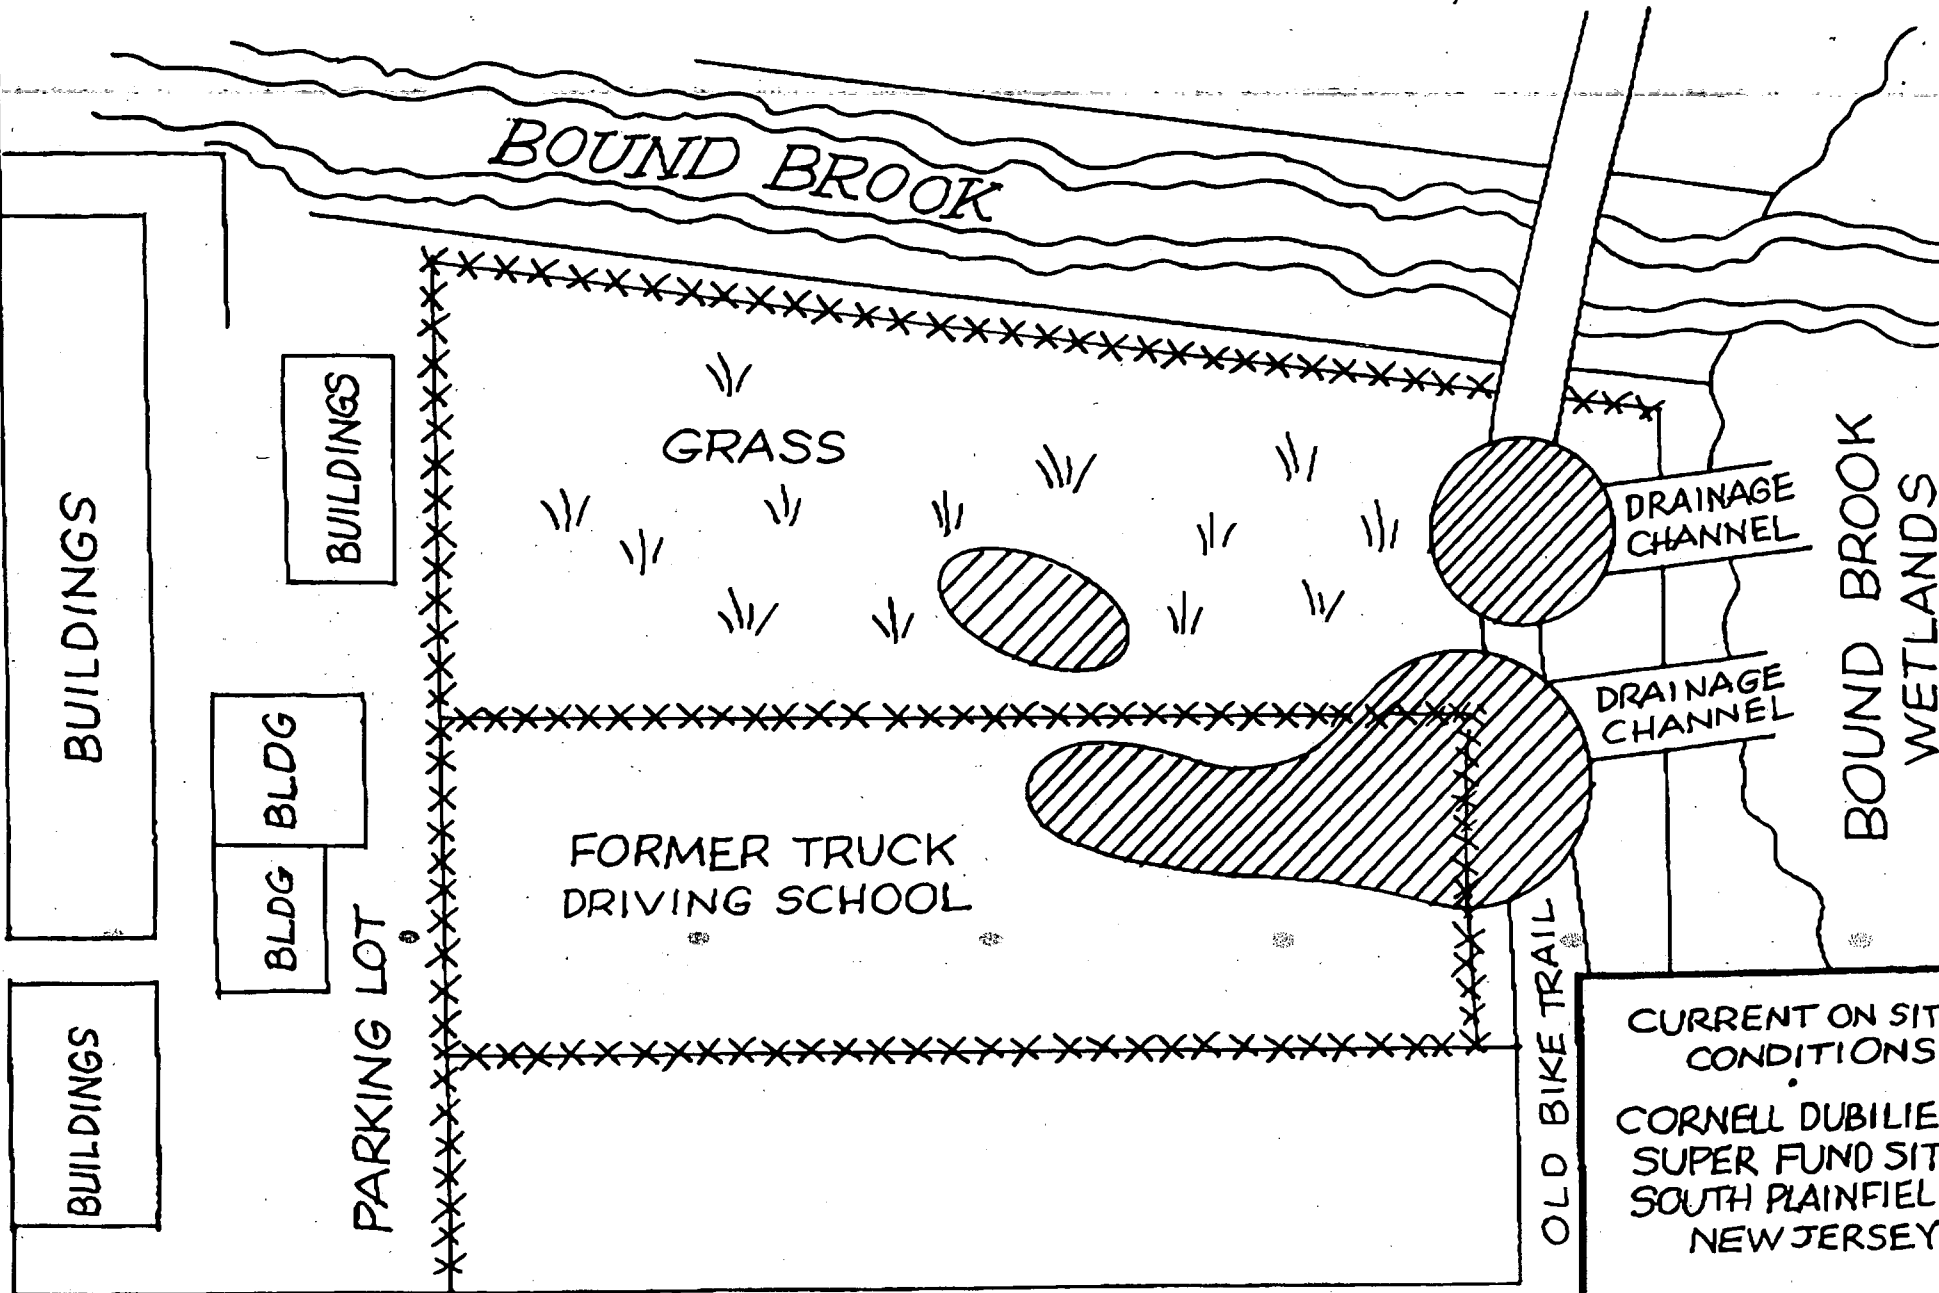 BOUND BROOK
BUILDINGS
GRASS
BUILDINGS
DRAINAGE
CHANNEL
BOUND BROOK
WETLANDS
DRAINAGE
CHANNEL
BLDG
BLDG
FORMER TRUCK
DRIVING SCHOOL
PARKING LOT
OLD BIKE TRAIL
BUILDINGS
CURRENT ON SIT
CONDITIONS
CORNELL DUBILIE
SUPER FUND SIT
SOUTH PLAINFIEL
NEW JERSEY